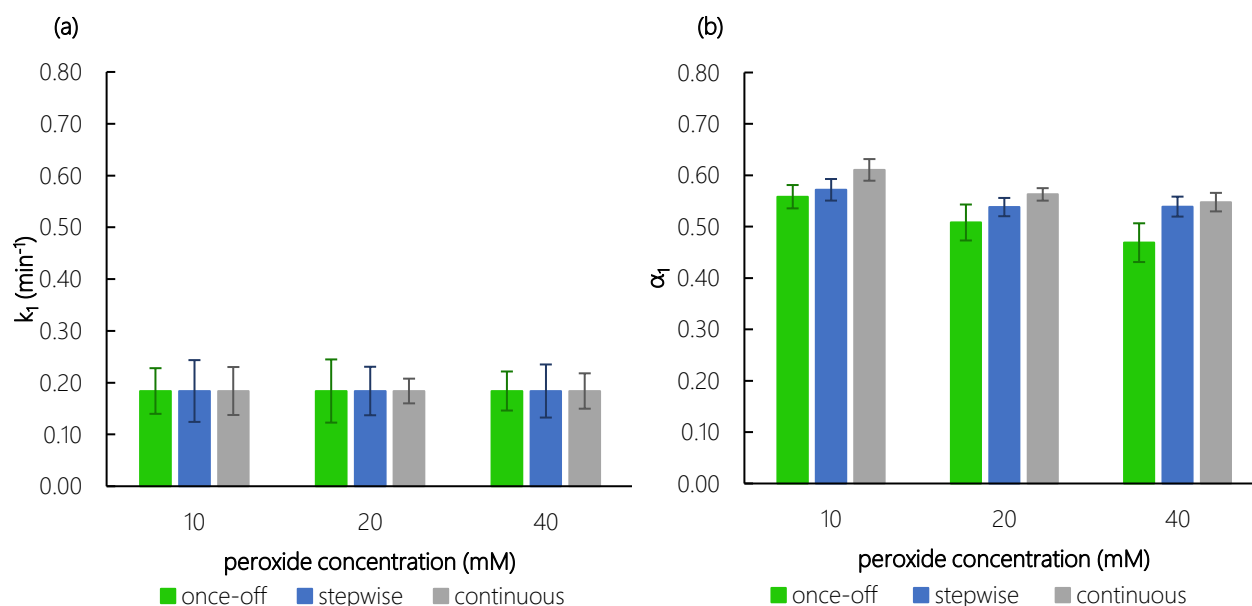 (a)
0.80
0.70
0.60
0.50
0.40
0.30
0.20
0.10
0.00
k₁ (min⁻¹)
10 20 40
peroxide concentration (mM)
once-off stepwise continuous
(b)
0.80
0.70
0.60
0.50
0.40
0.30
0.20
0.10
0.00
α₁
10 20 40
peroxide concentration (mM)
once-off stepwise continuous